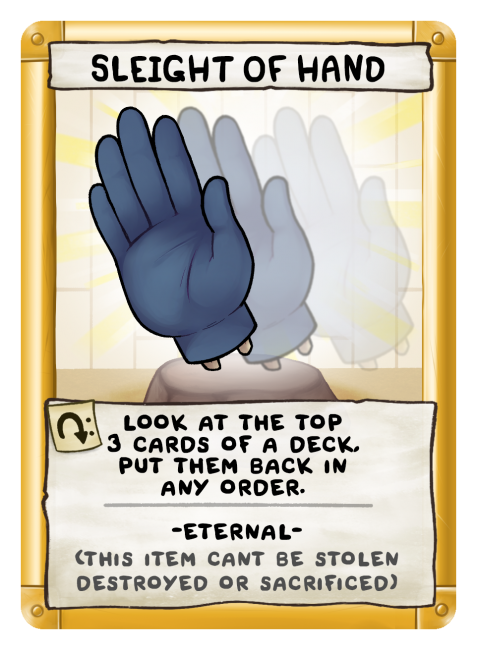 SLEIGHT OF HAND
LOOK AT THE TOP
3 CARDS OF A DECK,
PUT THEM BACK IN
ANY ORDER.
-ETERNAL-
(THIS ITEM CANT BE STOLEN
DESTROYED OR SACRIFICED)